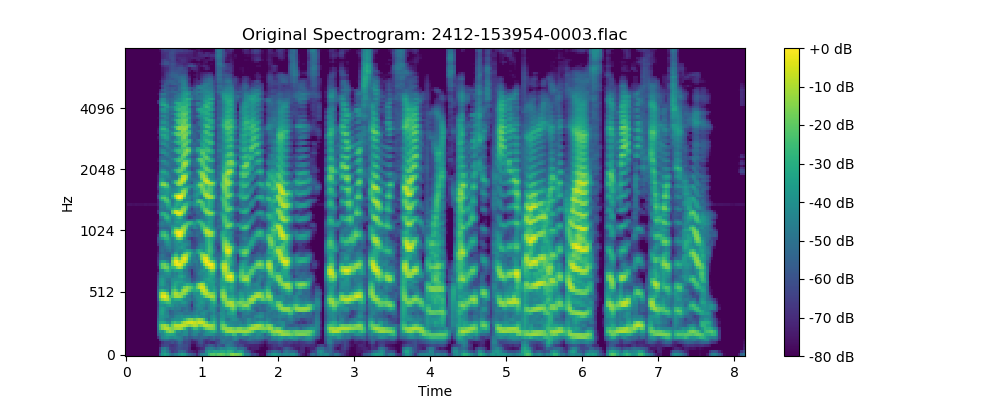 Original Spectrogram: 2412-153954-0003.flac
Hz
4096
2048
1024
512
0
0 1 2 3 4 5 6 7 8
Time
+0 dB
-10 dB
-20 dB
-30 dB
-40 dB
-50 dB
-60 dB
-70 dB
-80 dB